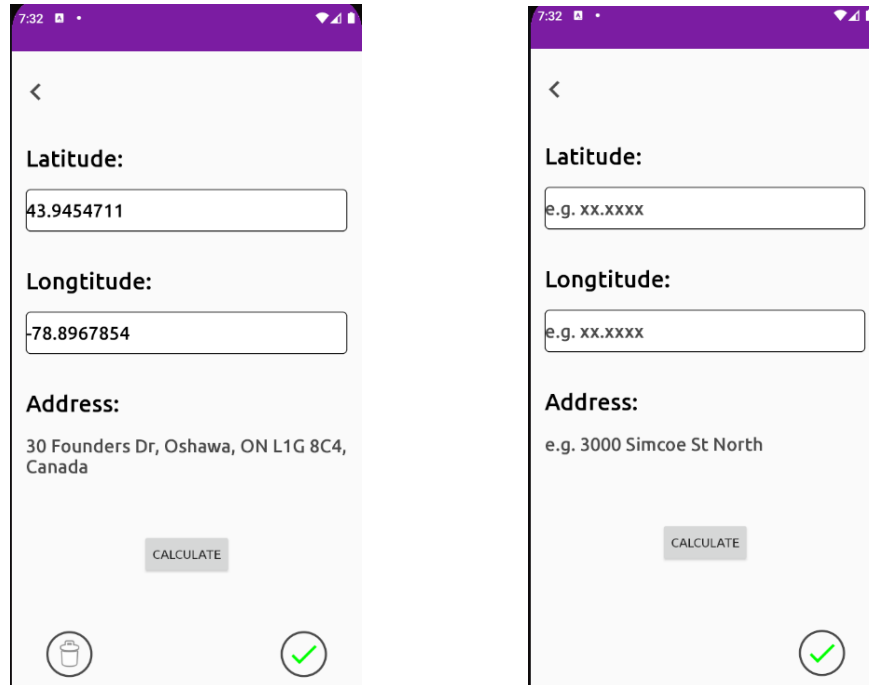 7:32
Latitude:
43.9454711
Longtitude:
-78.8967854
Address:
30 Founders Dr, Oshawa, ON L1G 8C4,
Canada
CALCULATE
7:32
Latitude:
e.g. xx.xxxx
Longtitude:
e.g. xx.xxxx
Address:
e.g. 3000 Simcoe St North
CALCULATE